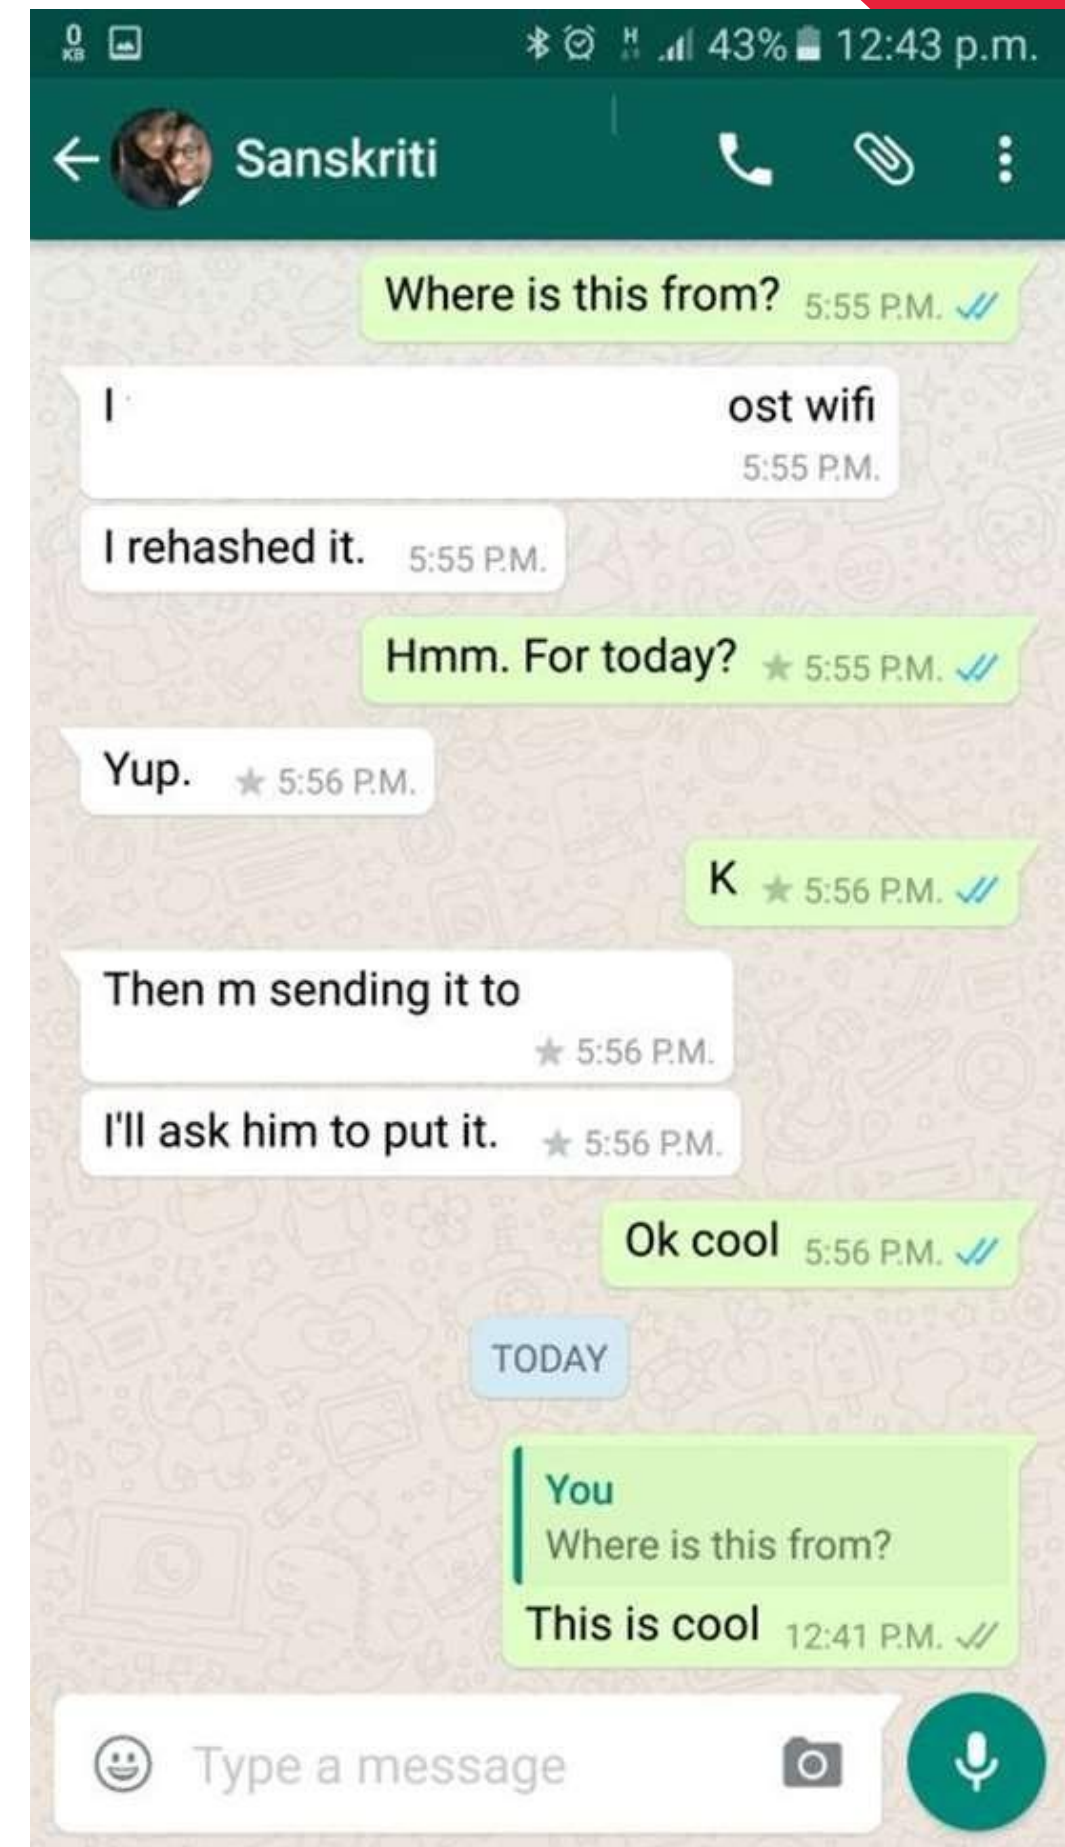 0
KB
H
43% 12:43 p.m.
Sanskriti
Where is this from? 5:55 P.M.
I ost wifi
5:55 P.M.
I rehashed it. 5:55 P.M.
Hmm. For today? 5:55 P.M.
Yup. 5:56 P.M.
K 5:56 P.M.
Then m sending it to
5:56 P.M.
I'll ask him to put it. 5:56 P.M.
Ok cool 5:56 P.M.
TODAY
You
Where is this from?
This is cool 12:41 P.M.
Type a message